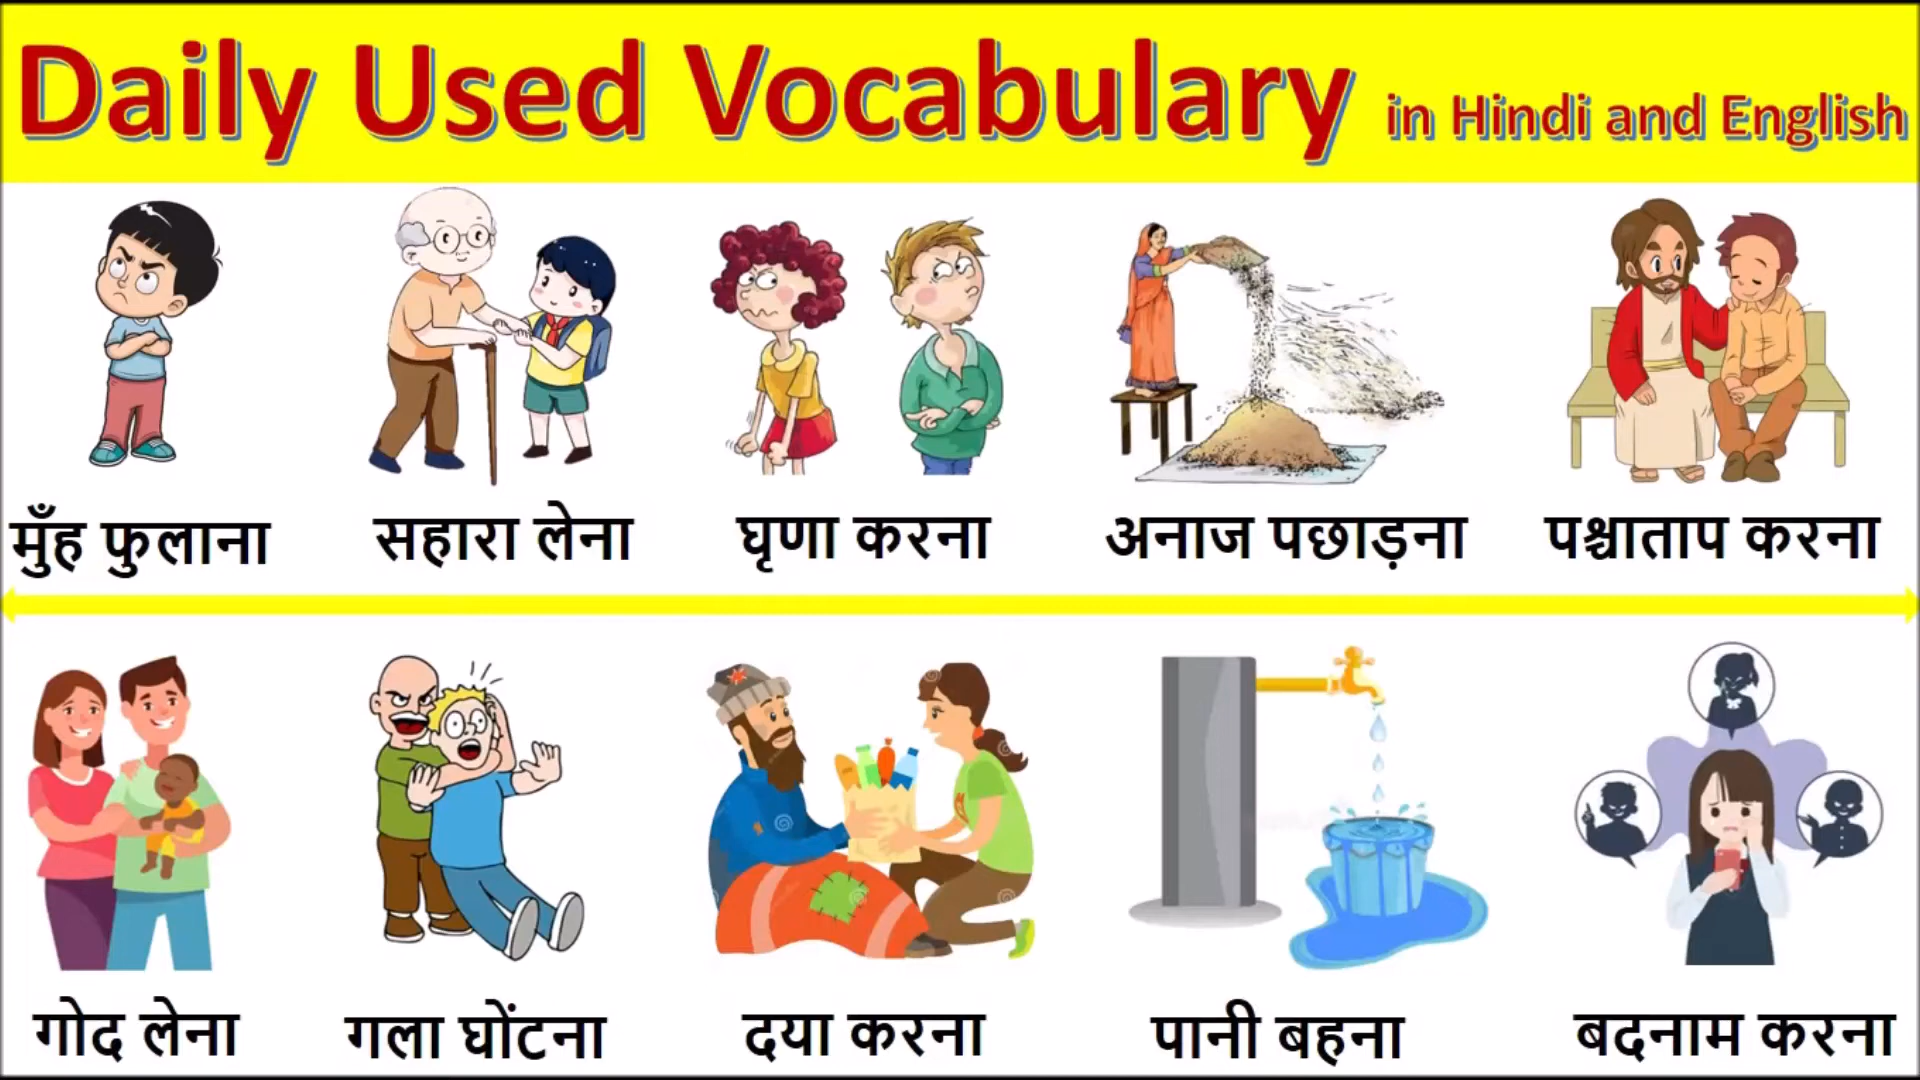 Daily Used Vocabulary in Hindi and English
मुँह फुलाना
सहारा लेना
घृणा करना
अनाज पछाड़ना
पश्चाताप करना
गोद लेना
गला घोंटना
दया करना
पानी बहना
बदनाम करना